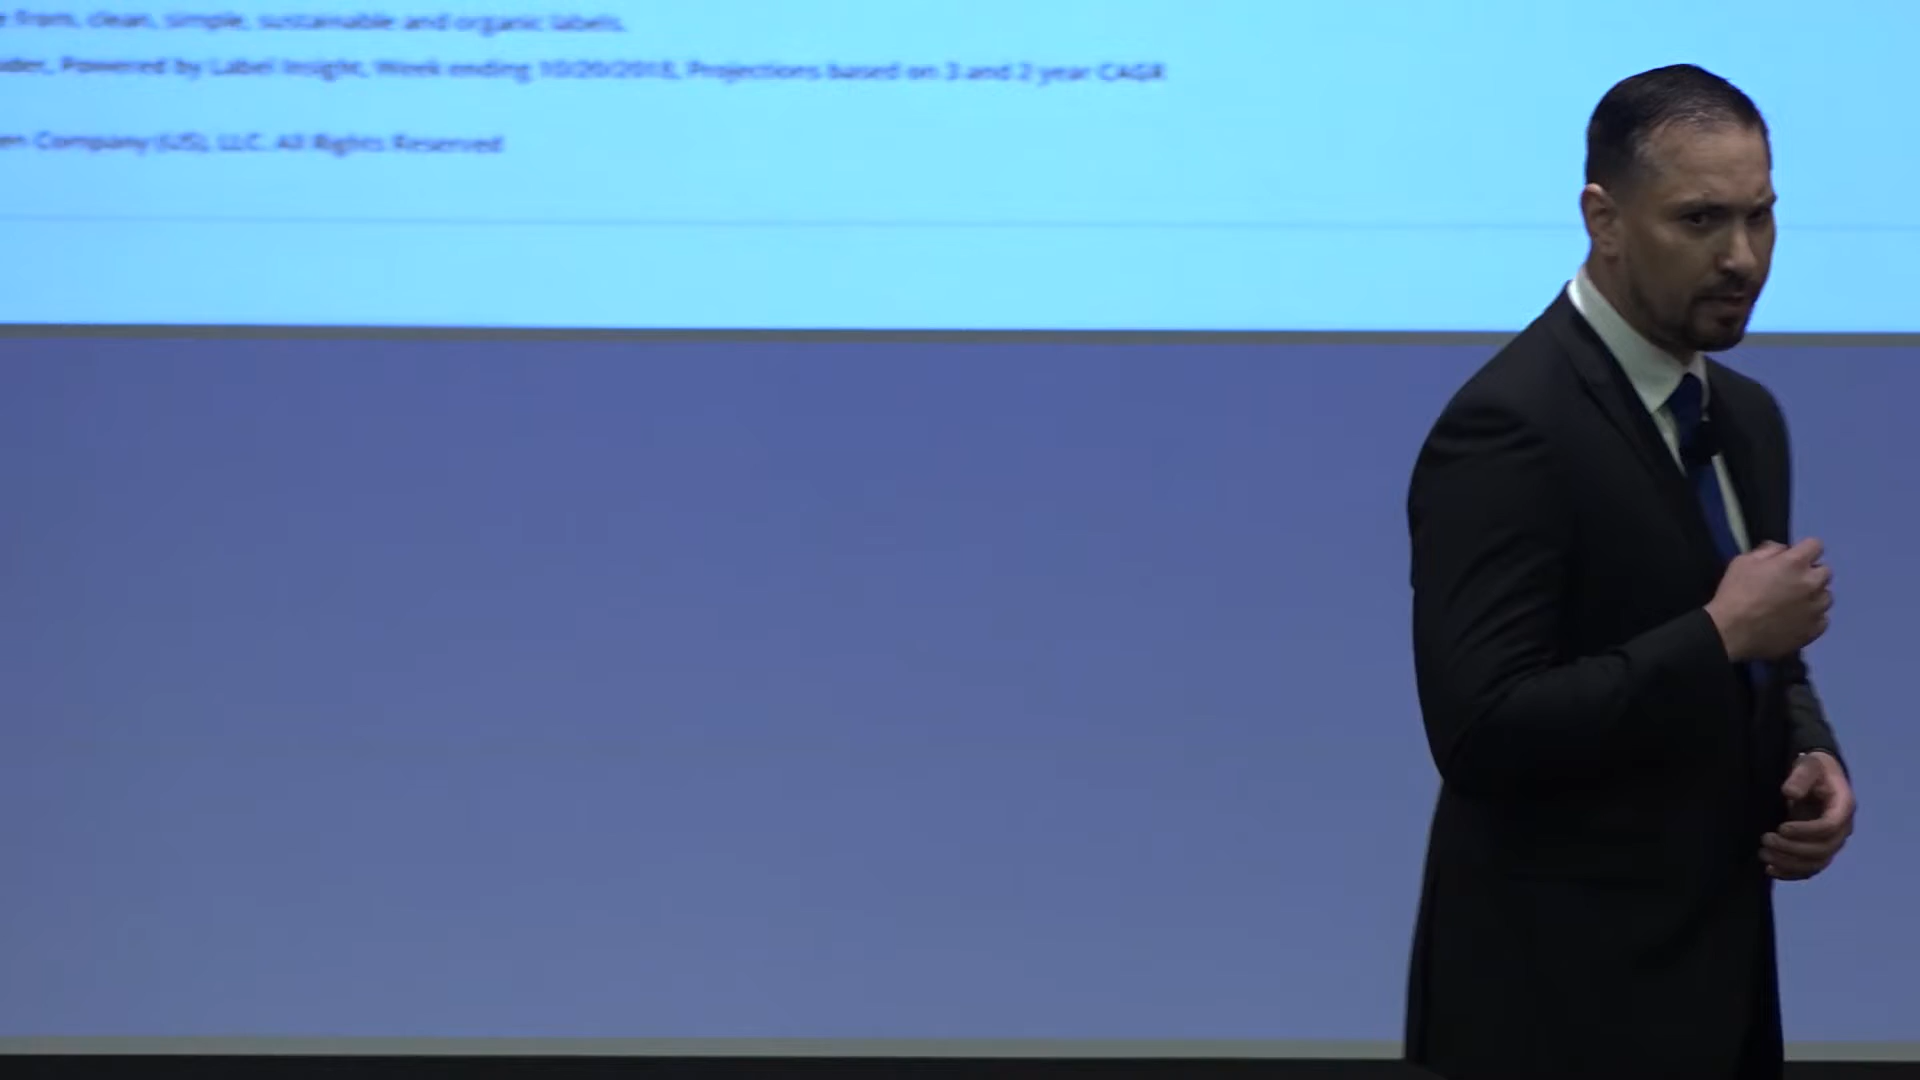 from, clean, simple, sustainable and organic labels.
Powered by Label Insight, Week ending 10/20/2018, Projections based on 3 and 2 year CAGR
Company (US), LLC. All Rights Reserved